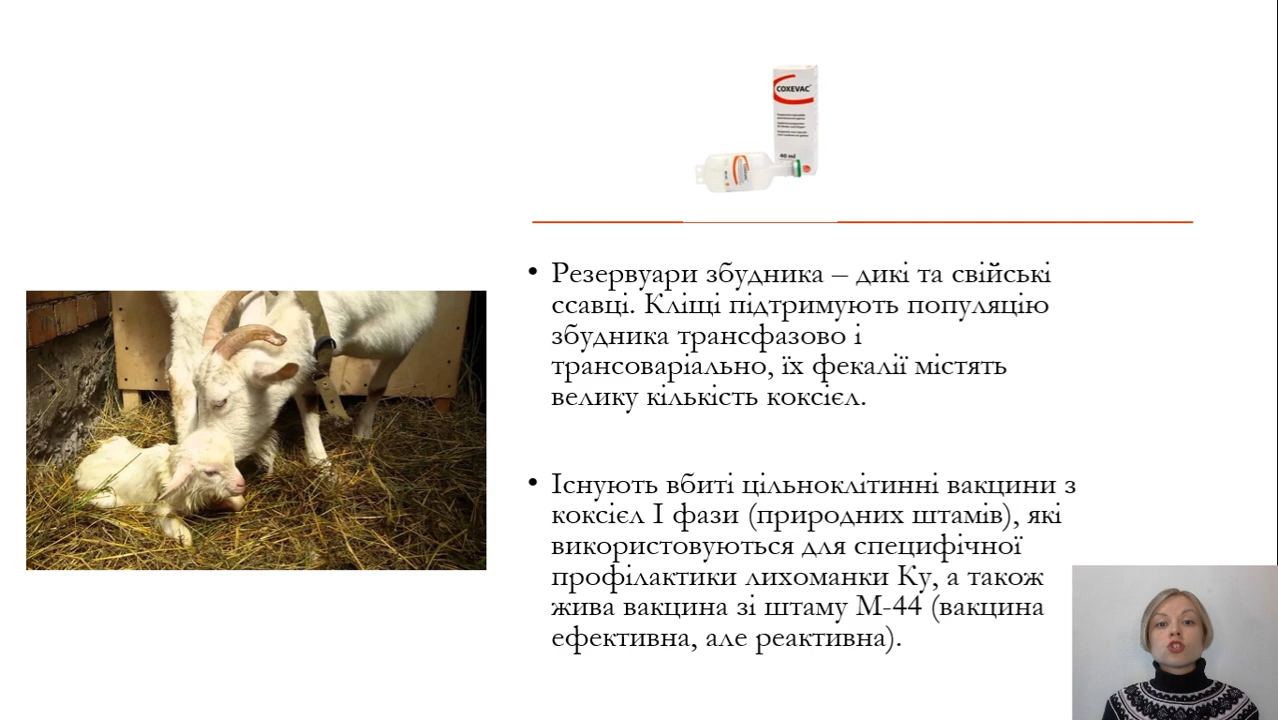 COXEVAC
40 ml
COXEVAC
• Резервуари збудника – дикі та свійські
ссавці. Кліщі підтримують популяцію
збудника трансфазово і
трансоваріально, їх фекалії містять
велику кількість коксієл.
• Існують вбиті цільноклітинні вакцини з
коксієл І фази (природних штамів), які
використовуються для специфічної
профілактики лихоманки Ку, а також
жива вакцина зі штаму М-44 (вакцина
ефективна, але реактивна).